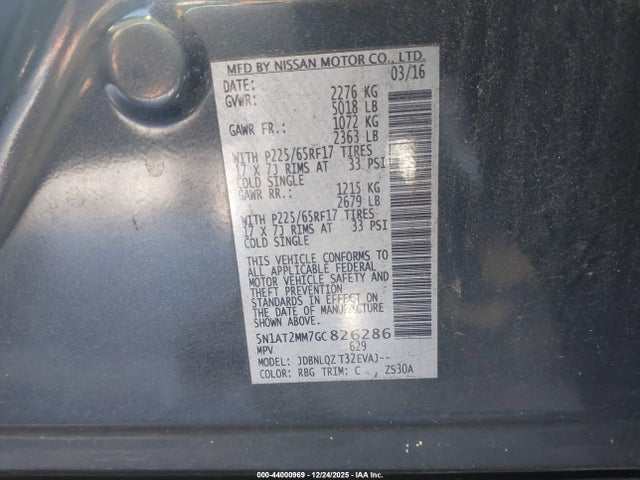 MFD BY NISSAN MOTOR CO., LTD.
DATE: 03/16
GVWR: 2276 KG
5018 LB
GAWR FR.: 1072 KG
2363 LB
WITH P225/65RF17 TIRES
17 X 7J RIMS AT 33 PSI
COLD SINGLE
GAWR RR.: 1215 KG
2679 LB
WITH P225/65RF17 TIRES
17 X 7J RIMS AT 33 PSI
COLD SINGLE
THIS VEHICLE CONFORMS TO
ALL APPLICABLE FEDERAL
MOTOR VEHICLE SAFETY AND
THEFT PREVENTION
STANDARDS IN EFFECT ON
THE DATE OF MANUFACTURE
SHOWN ABOVE.
5N1AT2MM7GC826286
MPV 629
MODEL: JDBNLQZ T32EVAJ--
COLOR: RBG TRIM: C , ZS30A
000-44000969 • 12/24/2025 • IAA Inc.